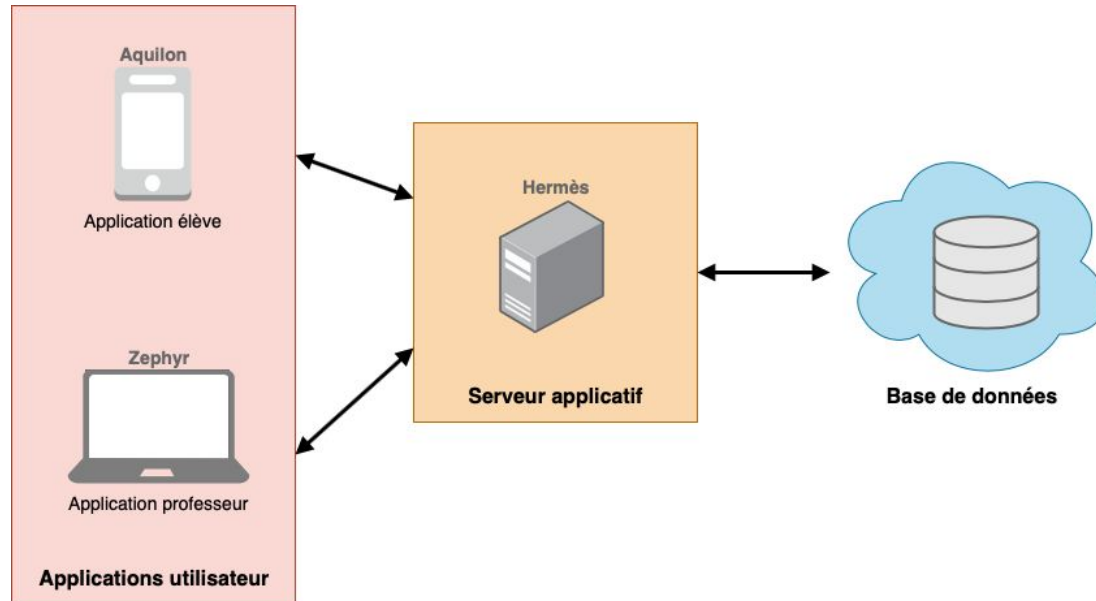 Aquilon
Application élève
Zephyr
Application professeur
Applications utilisateur
Hermès
Serveur applicatif
Base de données